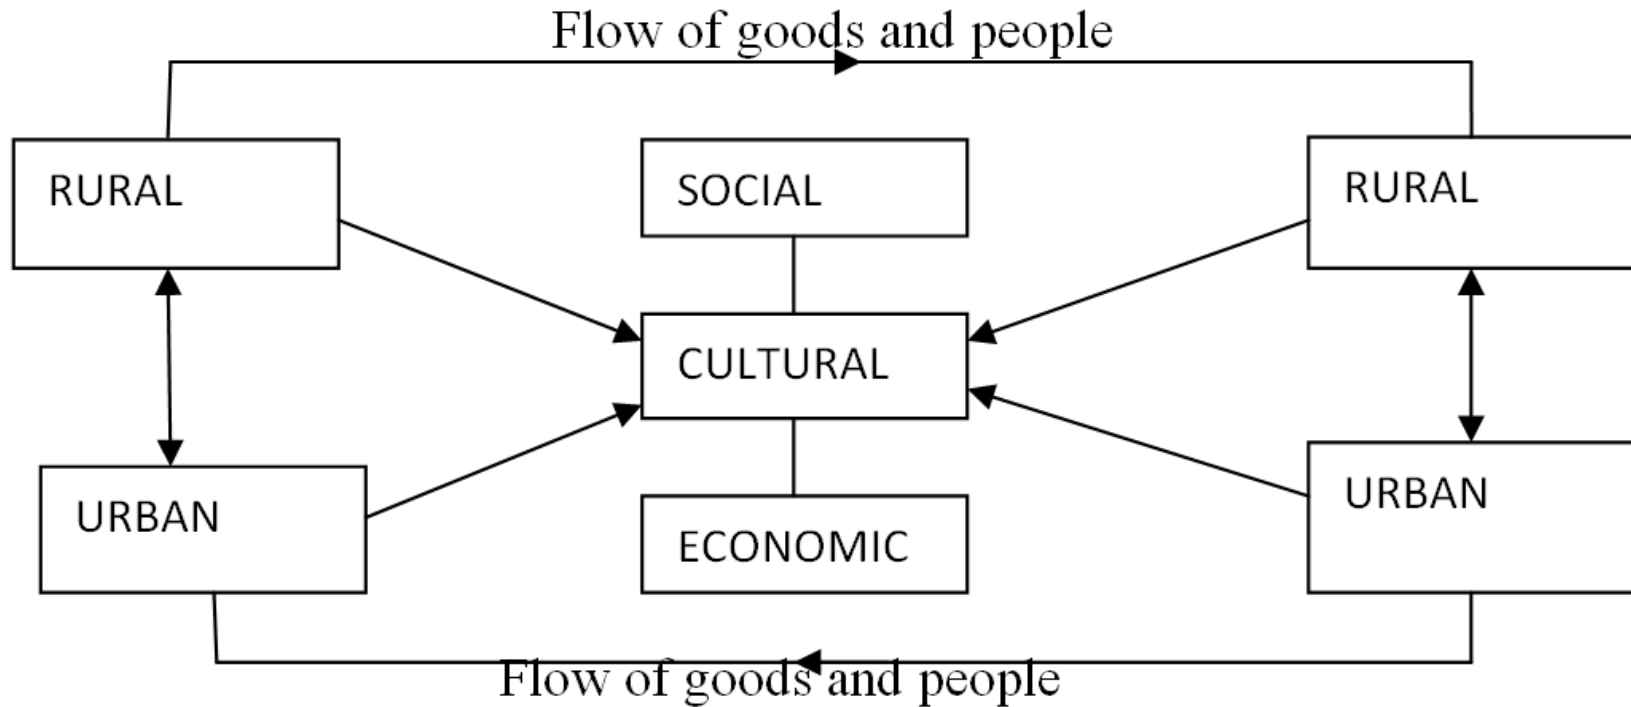 Flow of goods and people
RURAL
SOCIAL
RURAL
CULTURAL
URBAN
URBAN
ECONOMIC
Flow of goods and people